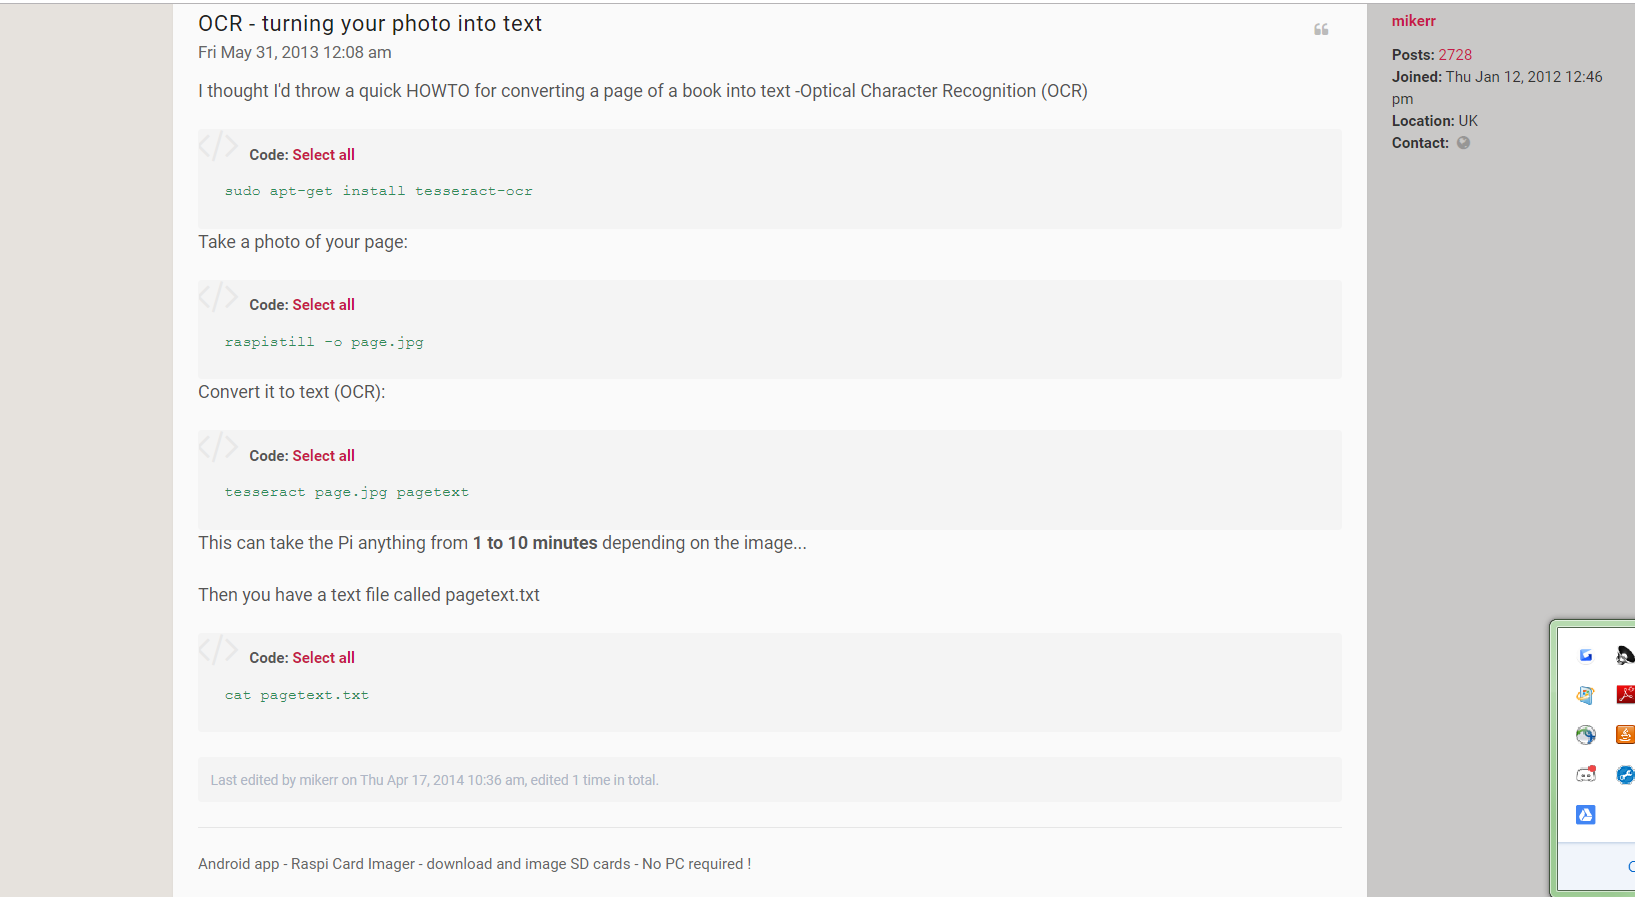 OCR - turning your photo into text
Fri May 31, 2013 12:08 am
I thought I'd throw a quick HOWTO for converting a page of a book into text -Optical Character Recognition (OCR)
Code: Select all
sudo apt-get install tesseract-ocr
Take a photo of your page:
Code: Select all
raspistill -o page.jpg
Convert it to text (OCR):
Code: Select all
tesseract page.jpg pagetext
This can take the Pi anything from 1 to 10 minutes depending on the image...
Then you have a text file called pagetext.txt
Code: Select all
cat pagetext.txt
Last edited by mikerr on Thu Apr 17, 2014 10:36 am, edited 1 time in total.
Android app - Raspi Card Imager - download and image SD cards - No PC required !
mikerr
Posts: 2728
Joined: Thu Jan 12, 2012 12:46
pm
Location: UK
Contact: